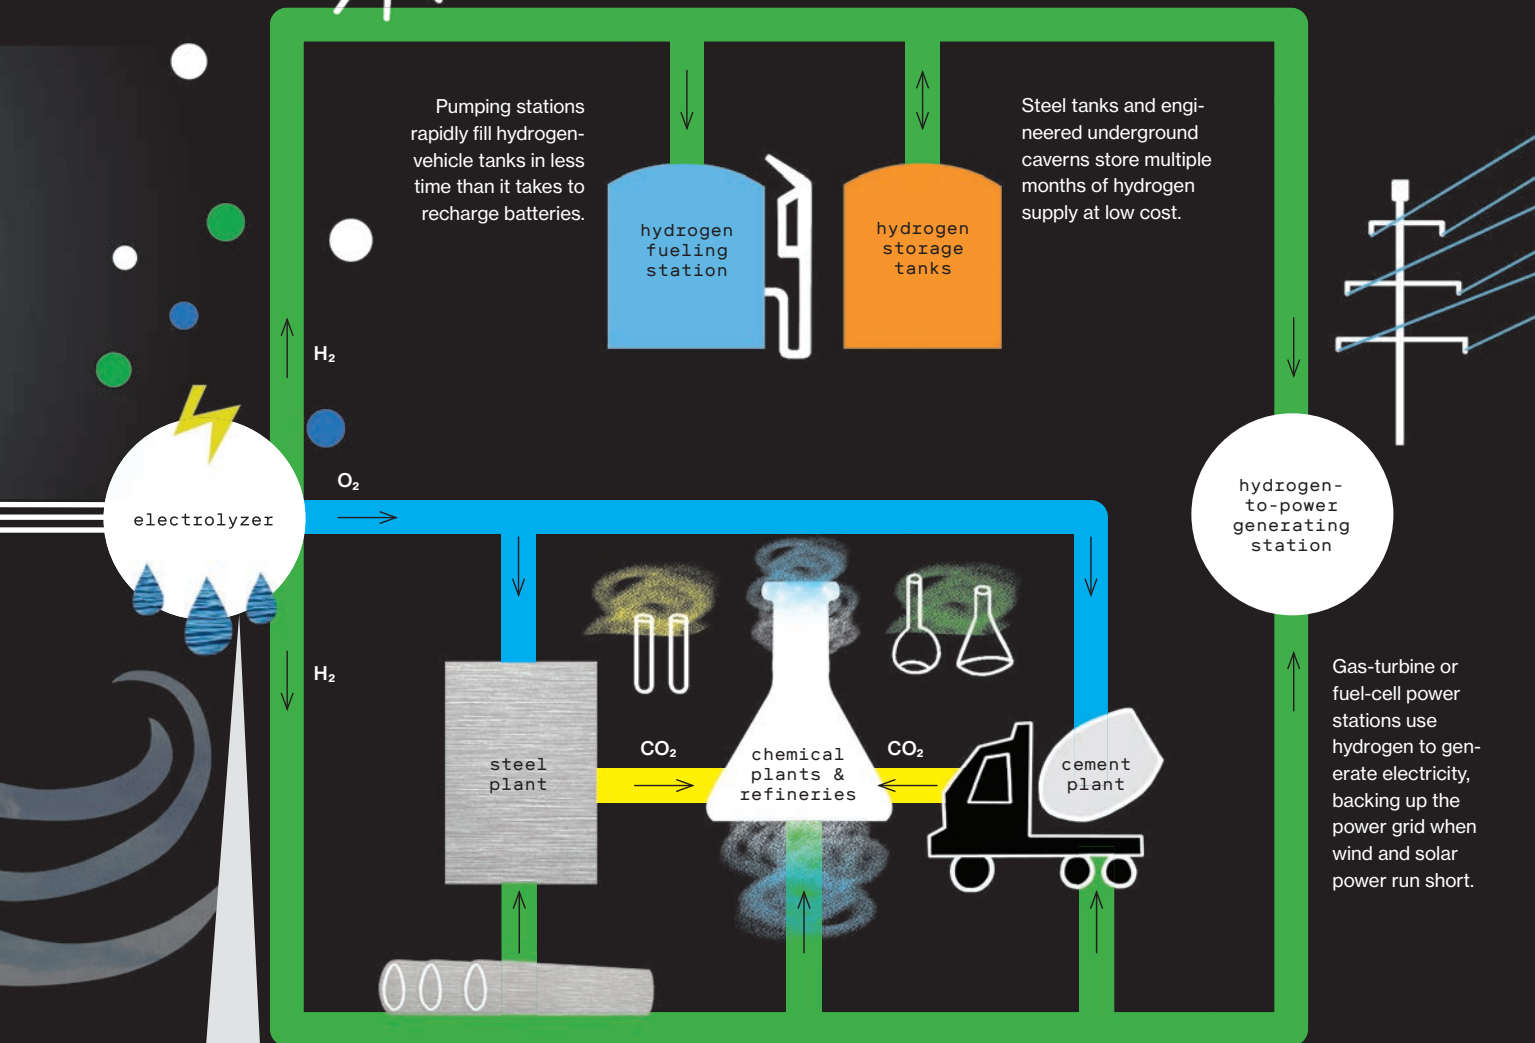 Pumping stations
rapidly fill hydrogen-
vehicle tanks in less
time than it takes to
recharge batteries.
hydrogen
fueling
station
hydrogen
storage
tanks
Steel tanks and engi-
neered underground
caverns store multiple
months of hydrogen
supply at low cost.
H₂
O₂
electrolyzer
hydrogen-
to-power
generating
station
H₂
steel
plant
CO₂
chemical
plants &
refineries
CO₂
cement
plant
Gas-turbine or
fuel-cell power
stations use
hydrogen to gen-
erate electricity,
backing up the
power grid when
wind and solar
power run short.